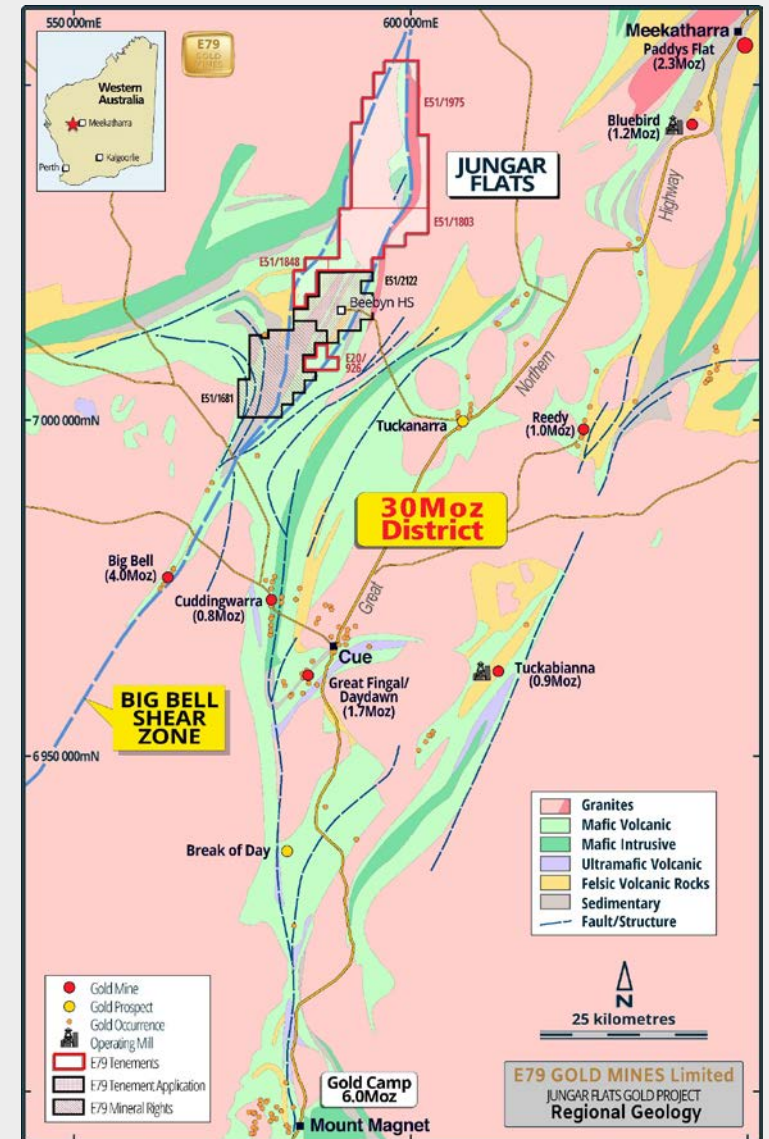 550 000mE
600 000mE
E79
GOLD
MINES
Western
Australia
Meekatharra
Perth
Kalgoorlie
Meekatharra
Paddys Flat
(2.3Moz)
Bluebird
(1.2Moz)
E51/1975
JUNGAR
FLATS
Highway
E51/1803
E51/1848
E51/2122
Beebyn HS
E20/
926
E51/1681
Northern
7 000 000mN
Tuckanarra
Reedy
(1.0Moz)
30Moz
District
Big Bell
(4.0Moz)
Cuddingwarra
(0.8Moz)
Great
Cue
Great Fingal/
Daydawn
(1.7Moz)
Tuckabianna
(0.9Moz)
BIG BELL
SHEAR
ZONE
6 950 000mN
Break of Day
Granites
Mafic Volcanic
Mafic Intrusive
Ultramafic Volcanic
Felsic Volcanic Rocks
Sedimentary
Fault/Structure
N
25 kilometres
Gold Mine
Gold Prospect
Gold Occurrence
Operating Mill
E79 Tenements
E79 Tenement Application
E79 Mineral Rights
Gold Camp
6.0Moz
Mount Magnet
E79 GOLD MINES Limited
JUNGAR FLATS GOLD PROJECT
Regional Geology